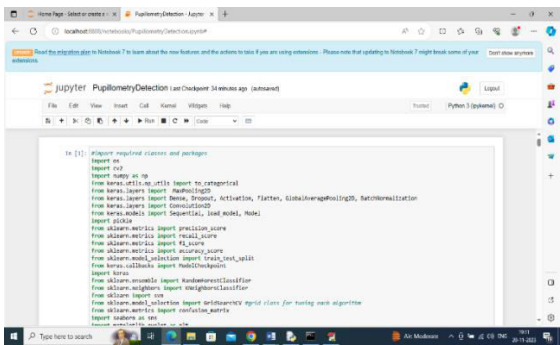 Home Page - Select or create a n
PupillometryDetection - Jupyter
localhost:8888/notebooks/PupillometryDetection.ipynb#
Read the migration plan to Notebook 7 to learn about the new features and the actions to take if you are using extensions - Please note that updating to Notebook 7 might break some of your extensions.
Don't show anymore
jupyter PupillometryDetection Last Checkpoint: 34 minutes ago (autosaved)
Logout
File Edit View Insert Cell Kernel Widgets Help
Trusted
Python 3 (ipykernel)
Run
Code
In [1]: #import required classes and packages
import os
import cv2
import numpy as np
from keras.utils.np_utils import to_categorical
from keras.layers import MaxPooling2D
from keras.layers import Dense, Dropout, Activation, Flatten, GlobalAveragePooling2D, BatchNormalization
from keras.layers import Convolution2D
from keras.models import Sequential, load_model, Model
import pickle
from sklearn.metrics import precision_score
from sklearn.metrics import recall_score
from sklearn.metrics import f1_score
from sklearn.metrics import accuracy_score
from sklearn.model_selection import train_test_split
from keras.callbacks import ModelCheckpoint
import keras
from sklearn.ensemble import RandomForestClassifier
from sklearn.neighbors import KNeighborsClassifier
from sklearn import svm
from sklearn.model_selection import GridSearchCV #grid class for tuning each algorithm
from sklearn.metrics import confusion_matrix
import seaborn as sns
import matplotlib.pyplot as plt
Type here to search
Air: Moderate
ENG